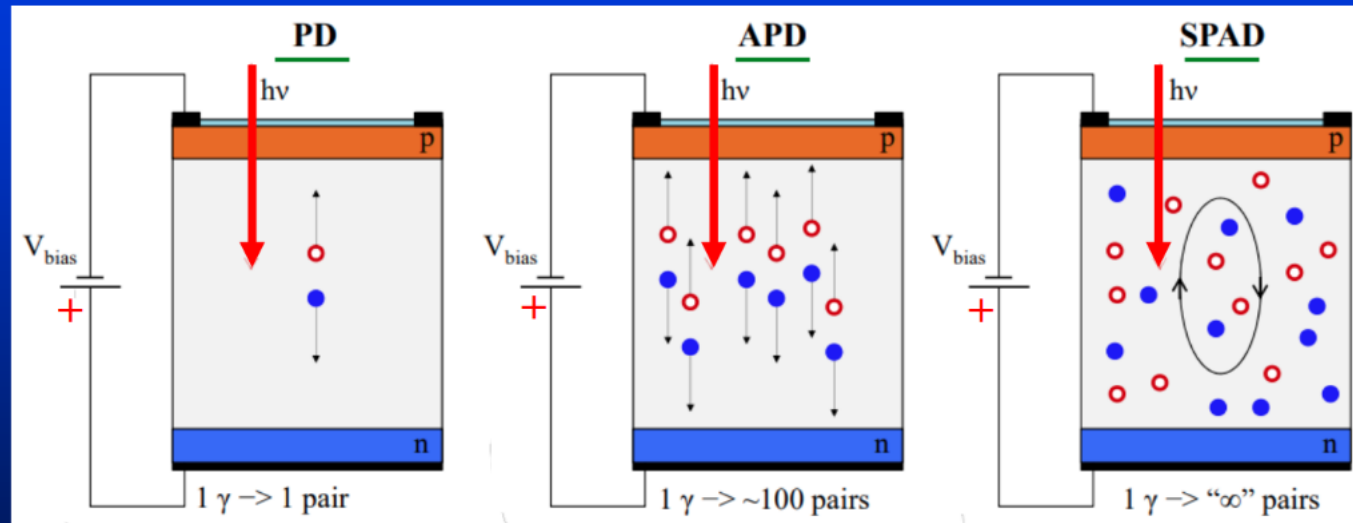 PD
hν
p
V_bias
+
n
1 γ −> 1 pair
APD
hν
p
V_bias
+
n
1 γ −> ~100 pairs
SPAD
hν
p
V_bias
+
n
1 γ −> “∞” pairs